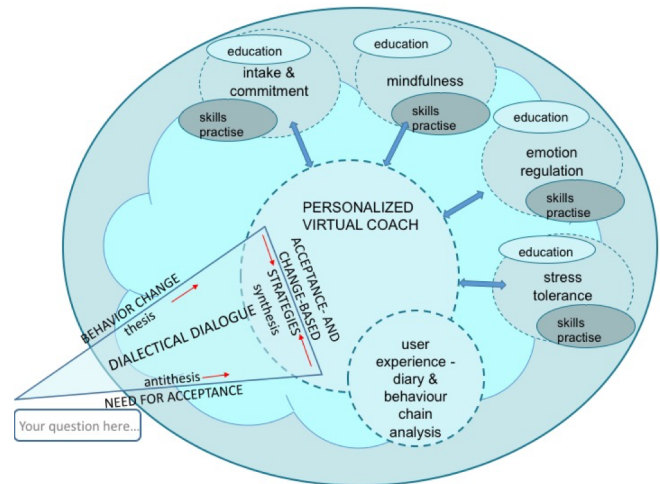 education
intake &
commitment
skills
practise
education
mindfulness
skills
practise
education
emotion
regulation
skills
practise
education
stress
tolerance
skills
practise
PERSONALIZED
VIRTUAL COACH
ACCEPTANCE- AND
CHANGE-BASED
STRATEGIES
synthesis
BEHAVIOR CHANGE
thesis
DIALECTICAL DIALOGUE
antithesis
NEED FOR ACCEPTANCE
Your question here...
user
experience -
diary &
behaviour
chain
analysis